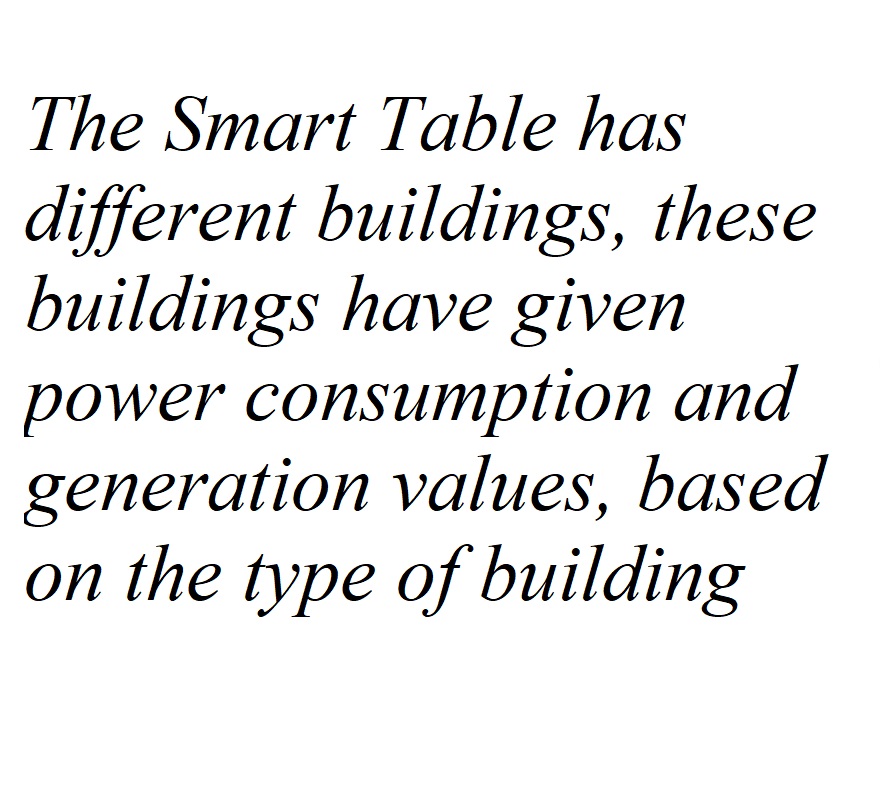 The Smart Table has
different buildings, these
buildings have given
power consumption and
generation values, based
on the type of building